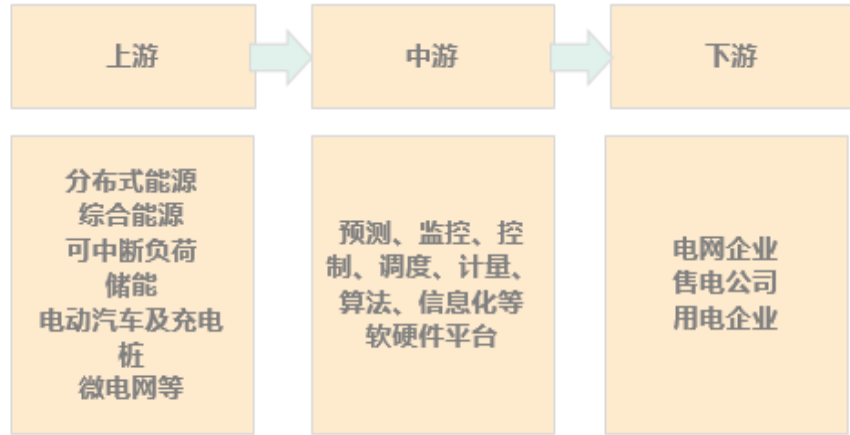 上游
中游
下游
分布式能源
综合能源
可中断负荷
储能
电动汽车及充电
桩
微电网等
预测、监控、控
制、调度、计量、
算法、信息化等
软硬件平台
电网企业
售电公司
用电企业